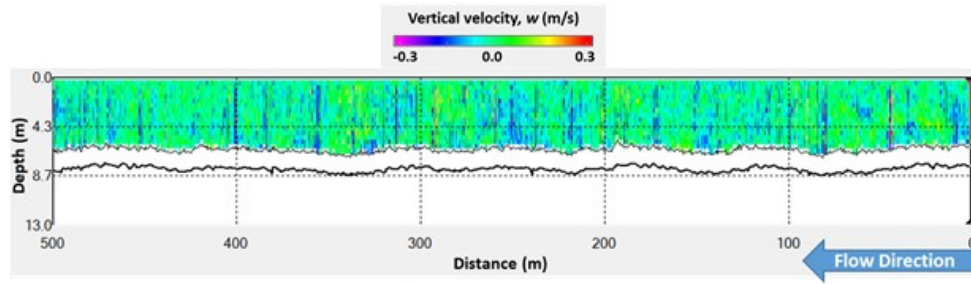 Vertical velocity, w (m/s)
-0.3 0.0 0.3
0.0
4.3
8.7
13.0
Depth (m)
500 400 300 200 100
Distance (m)
Flow Direction